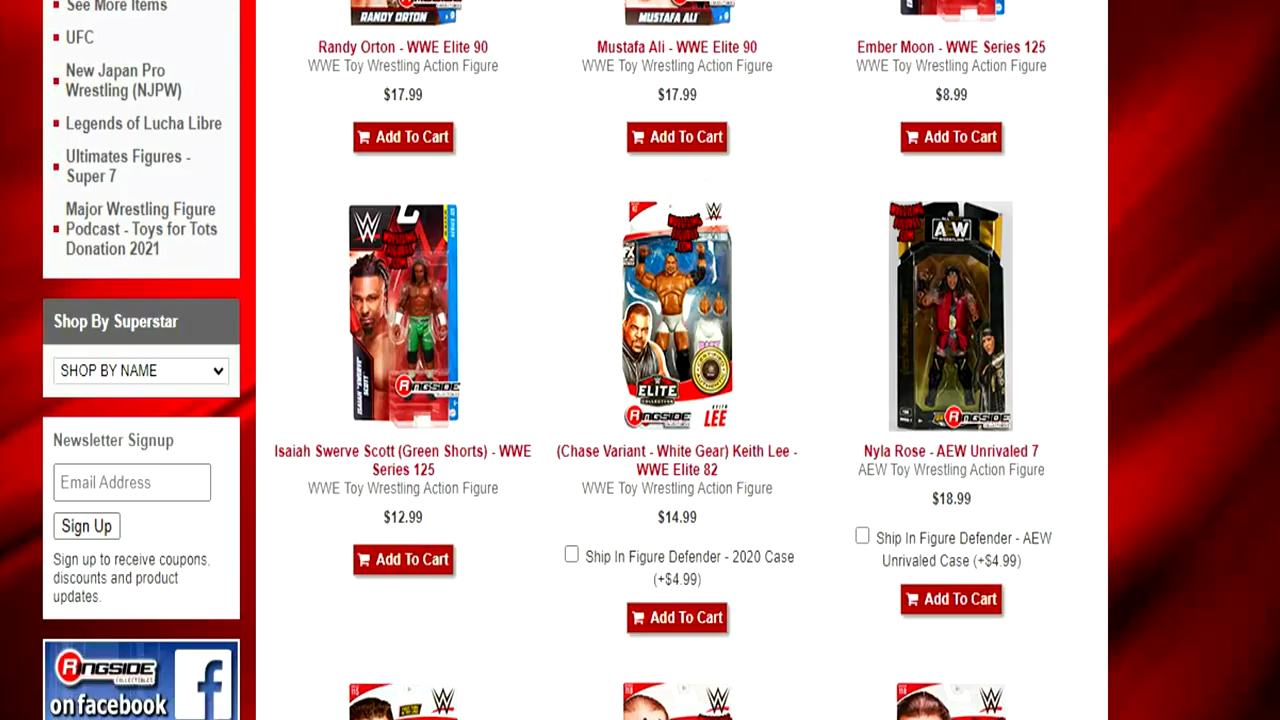 See More Items
UFC
New Japan Pro
Wrestling (NJPW)
Legends of Lucha Libre
Ultimates Figures -
Super 7
Major Wrestling Figure
Podcast - Toys for Tots
Donation 2021
Shop By Superstar
SHOP BY NAME
Newsletter Signup
Email Address
Sign Up
Sign up to receive coupons,
discounts and product
updates.
RINGSIDE
COLLECTIBLES
on facebook
RANDY ORTON
MUSTAFA ALI
Randy Orton - WWE Elite 90
WWE Toy Wrestling Action Figure
$17.99
Add To Cart
Mustafa Ali - WWE Elite 90
WWE Toy Wrestling Action Figure
$17.99
Add To Cart
Ember Moon - WWE Series 125
WWE Toy Wrestling Action Figure
$8.99
Add To Cart
RINGSIDE
Isaiah Swerve Scott (Green Shorts) - WWE
Series 125
WWE Toy Wrestling Action Figure
$12.99
Add To Cart
ELITE
RINGSIDE
LEE
(Chase Variant - White Gear) Keith Lee -
WWE Elite 82
WWE Toy Wrestling Action Figure
$14.99
Ship In Figure Defender - 2020 Case
(+$4.99)
Add To Cart
AEW
RINGSIDE
Nyla Rose - AEW Unrivaled 7
AEW Toy Wrestling Action Figure
$18.99
Ship In Figure Defender - AEW
Unrivaled Case (+$4.99)
Add To Cart